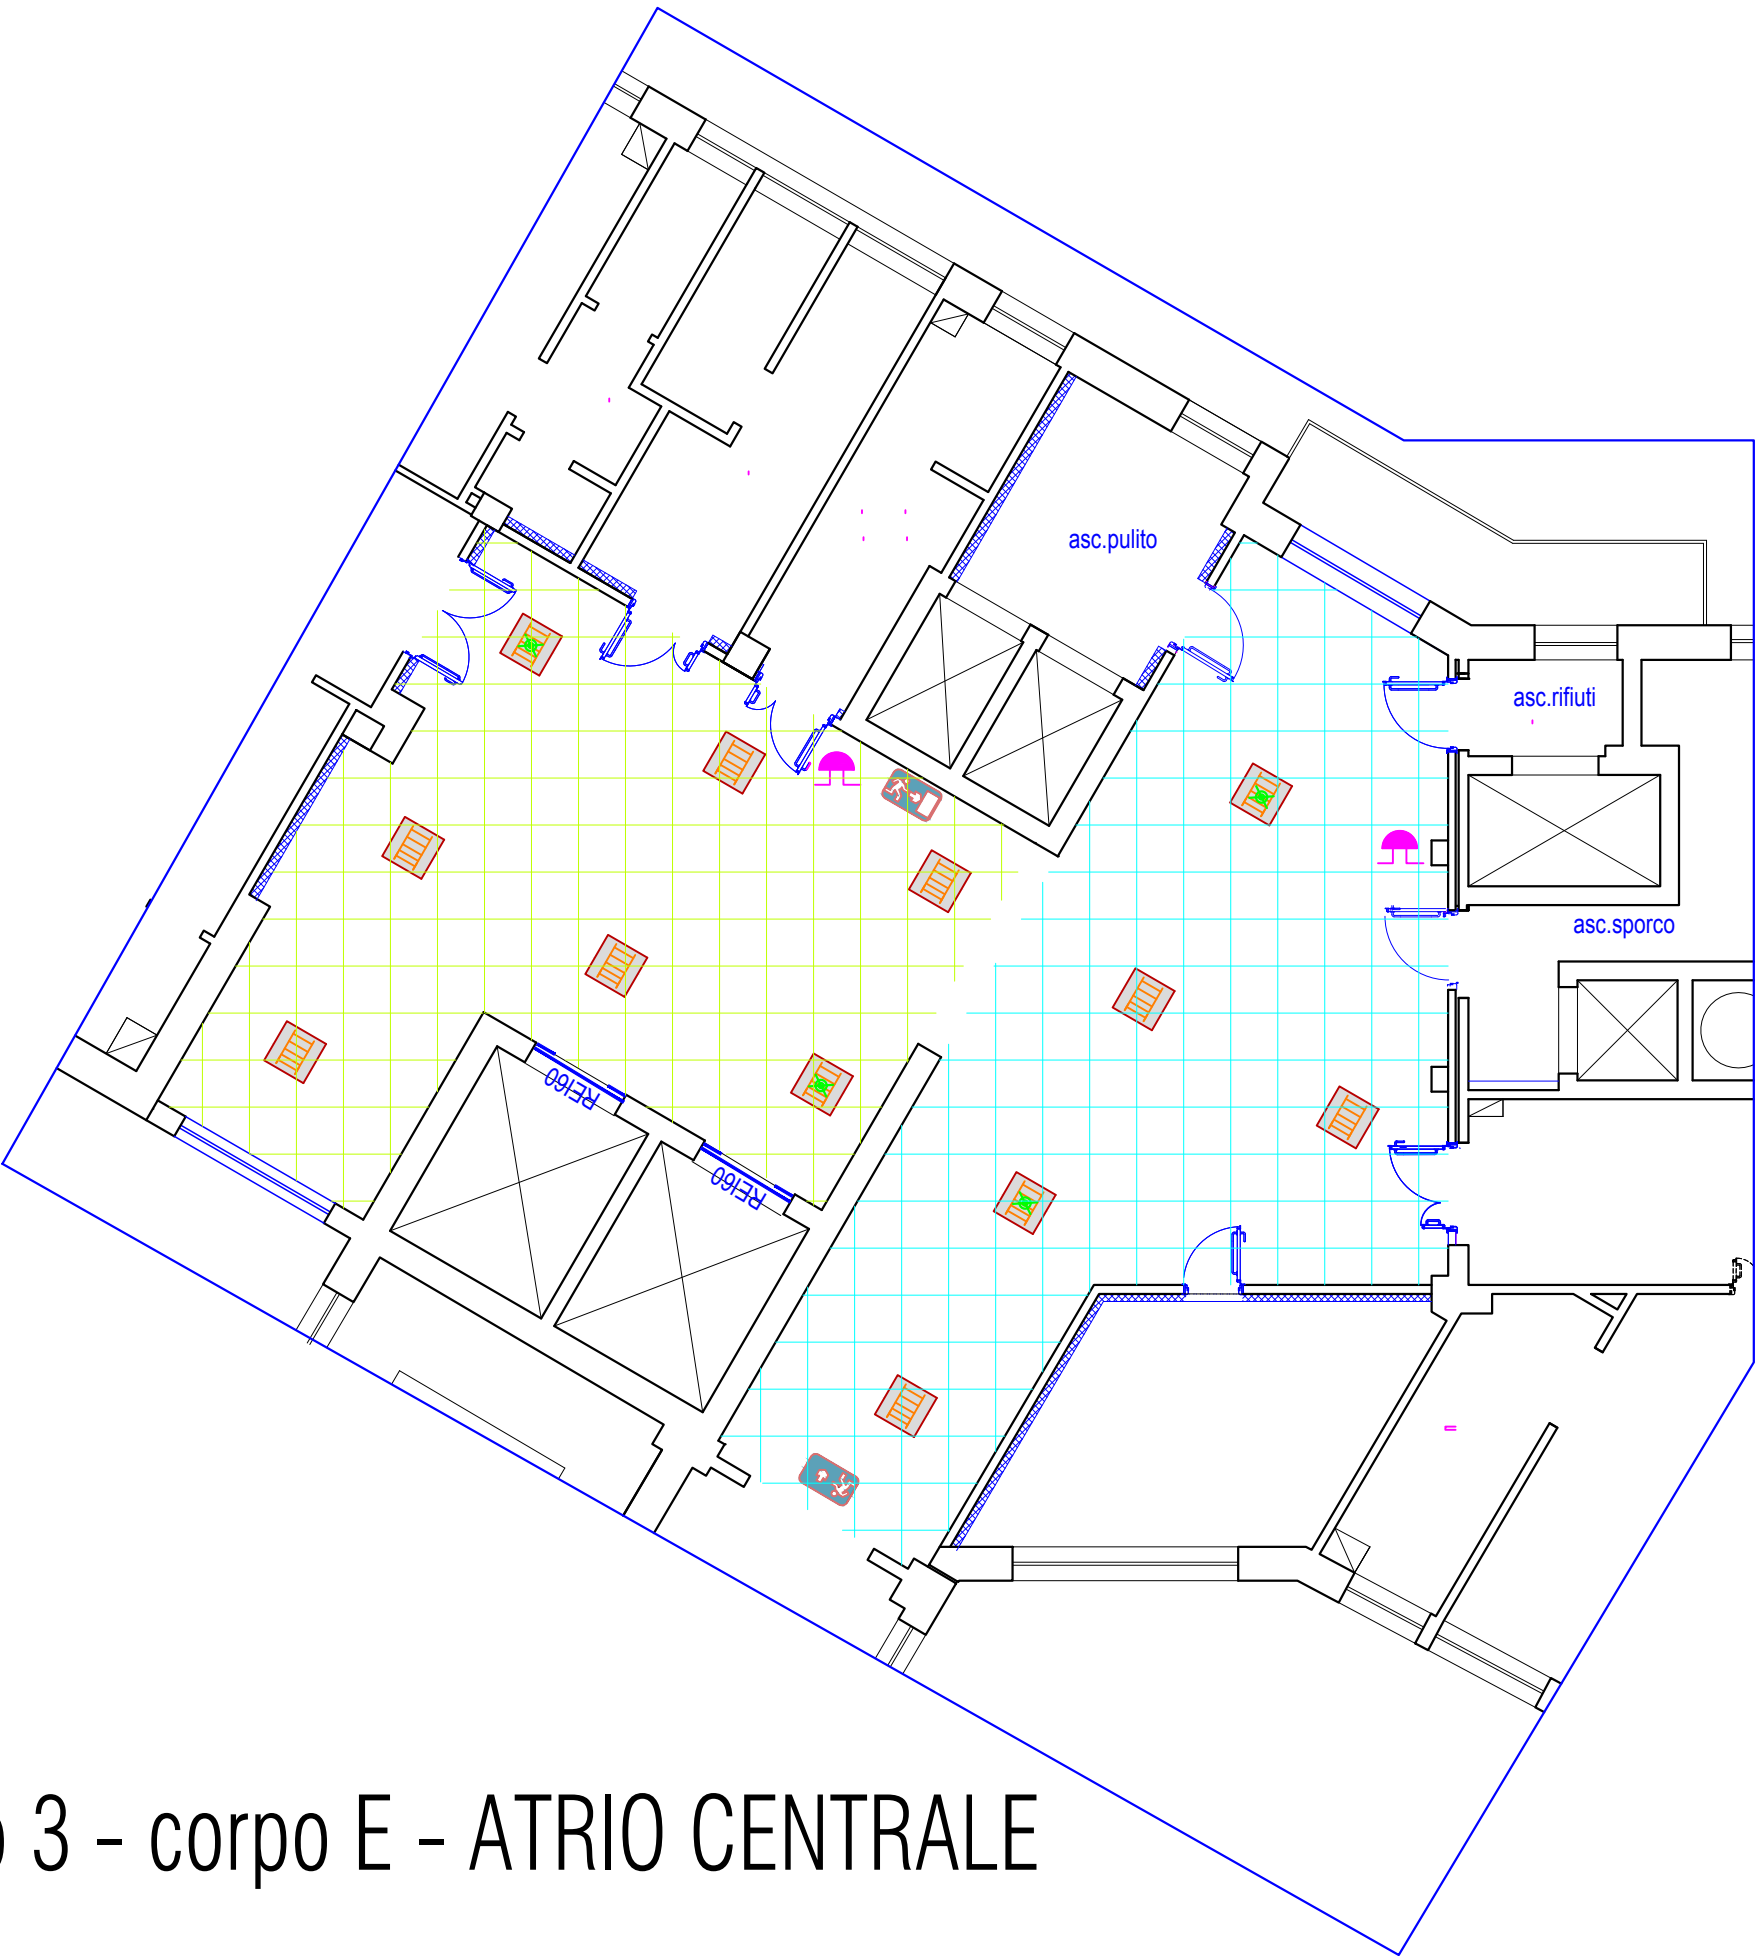 asc.pulito
asc.rifiuti
asc.sporco
REI60
REI60
3 - corpo E - ATRIO CENTRALE